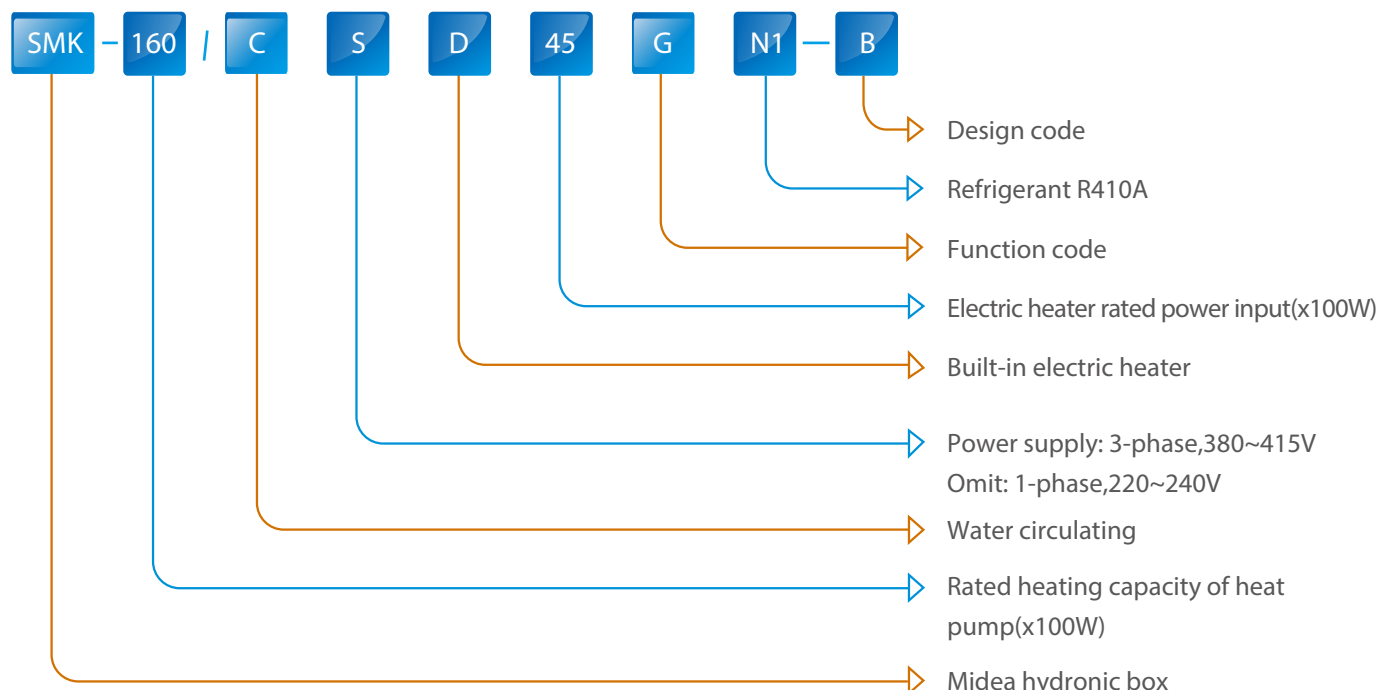 SMK – 160 / C S D 45 G N1 — B
Design code
Refrigerant R410A
Function code
Electric heater rated power input(x100W)
Built-in electric heater
Power supply: 3-phase,380~415V
Omit: 1-phase,220~240V
Water circulating
Rated heating capacity of heat
pump(x100W)
Midea hydronic box